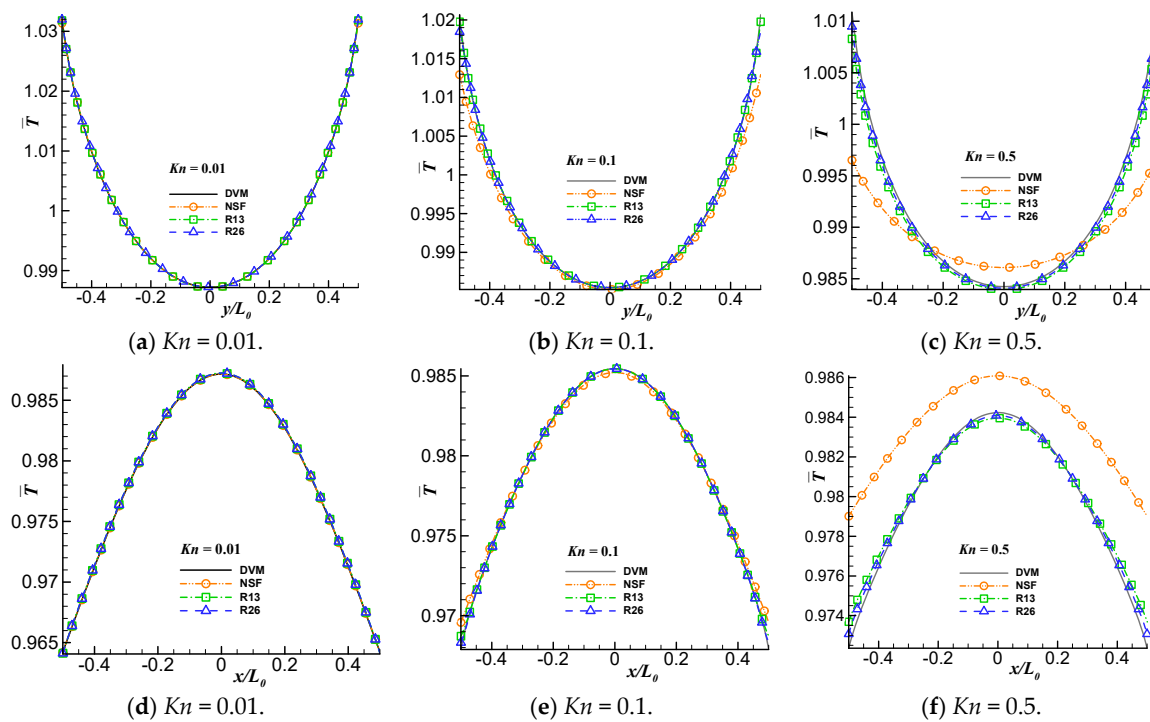 1.03
1.02
1.01
1
0.99
T̅
Kn = 0.01
DVM
NSF
R13
R26
-0.4 -0.2 0 0.2 0.4
y/L₀
(a) Kn = 0.01.
1.02
1.015
1.01
1.005
1
0.995
0.99
T̅
Kn = 0.1
DVM
NSF
R13
R26
-0.4 -0.2 0 0.2 0.4
y/L₀
(b) Kn = 0.1.
1.01
1.005
1
0.995
0.99
0.985
T̅
Kn = 0.5
DVM
NSF
R13
R26
-0.4 -0.2 0 0.2 0.4
y/L₀
(c) Kn = 0.5.
0.985
0.98
0.975
0.97
0.965
T̅
Kn = 0.01
DVM
NSF
R13
R26
-0.4 -0.2 0 0.2 0.4
x/L₀
(d) Kn = 0.01.
0.985
0.98
0.975
0.97
T̅
Kn = 0.1
DVM
NSF
R13
R26
-0.4 -0.2 0 0.2 0.4
x/L₀
(e) Kn = 0.1.
0.986
0.984
0.982
0.98
0.978
0.976
0.974
T̅
Kn = 0.5
DVM
NSF
R13
R26
-0.4 -0.2 0 0.2 0.4
x/L₀
(f) Kn = 0.5.